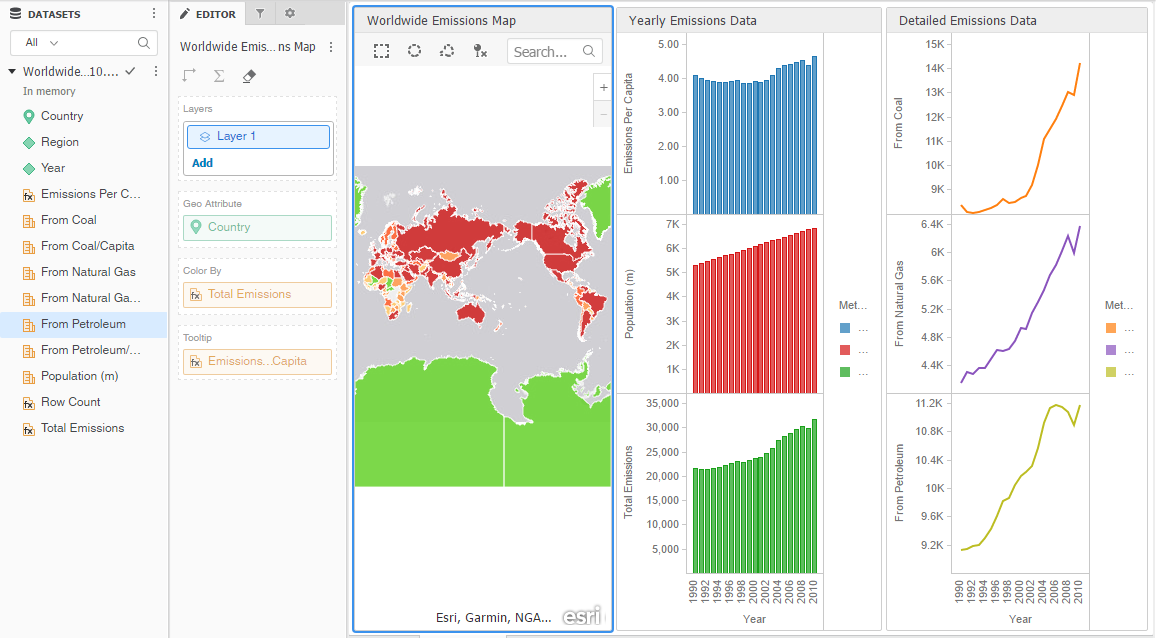 DATASETS
All
Worldwide...10....
In memory
Country
Region
Year
Emissions Per C...
From Coal
From Coal/Capita
From Natural Gas
From Natural Ga...
From Petroleum
From Petroleum/...
Population (m)
Row Count
Total Emissions
EDITOR
Worldwide Emis...ns Map
Layers
Layer 1
Add
Geo Attribute
Country
Color By
fx Total Emissions
Tooltip
fx Emissions...Capita
Worldwide Emissions Map
Search...
+
−
Esri, Garmin, NGA...
esri
Yearly Emissions Data
Emissions Per Capita
5.00
4.00
3.00
2.00
1.00
Population (m)
7K
6K
5K
4K
3K
2K
1K
Total Emissions
35,000
30,000
25,000
20,000
15,000
10,000
5,000
1990 1992 1994 1996 1998 2000 2002 2004 2006 2008 2010
Year
Met...
...
...
...
Detailed Emissions Data
From Coal
15K
14K
13K
12K
11K
10K
9K
From Natural Gas
6.4K
6K
5.6K
5.2K
4.8K
4.4K
From Petroleum
11.2K
10.8K
10.4K
10K
9.6K
9.2K
1990 1992 1994 1996 1998 2000 2002 2004 2006 2008 2010
Year
Met...
...
...
...